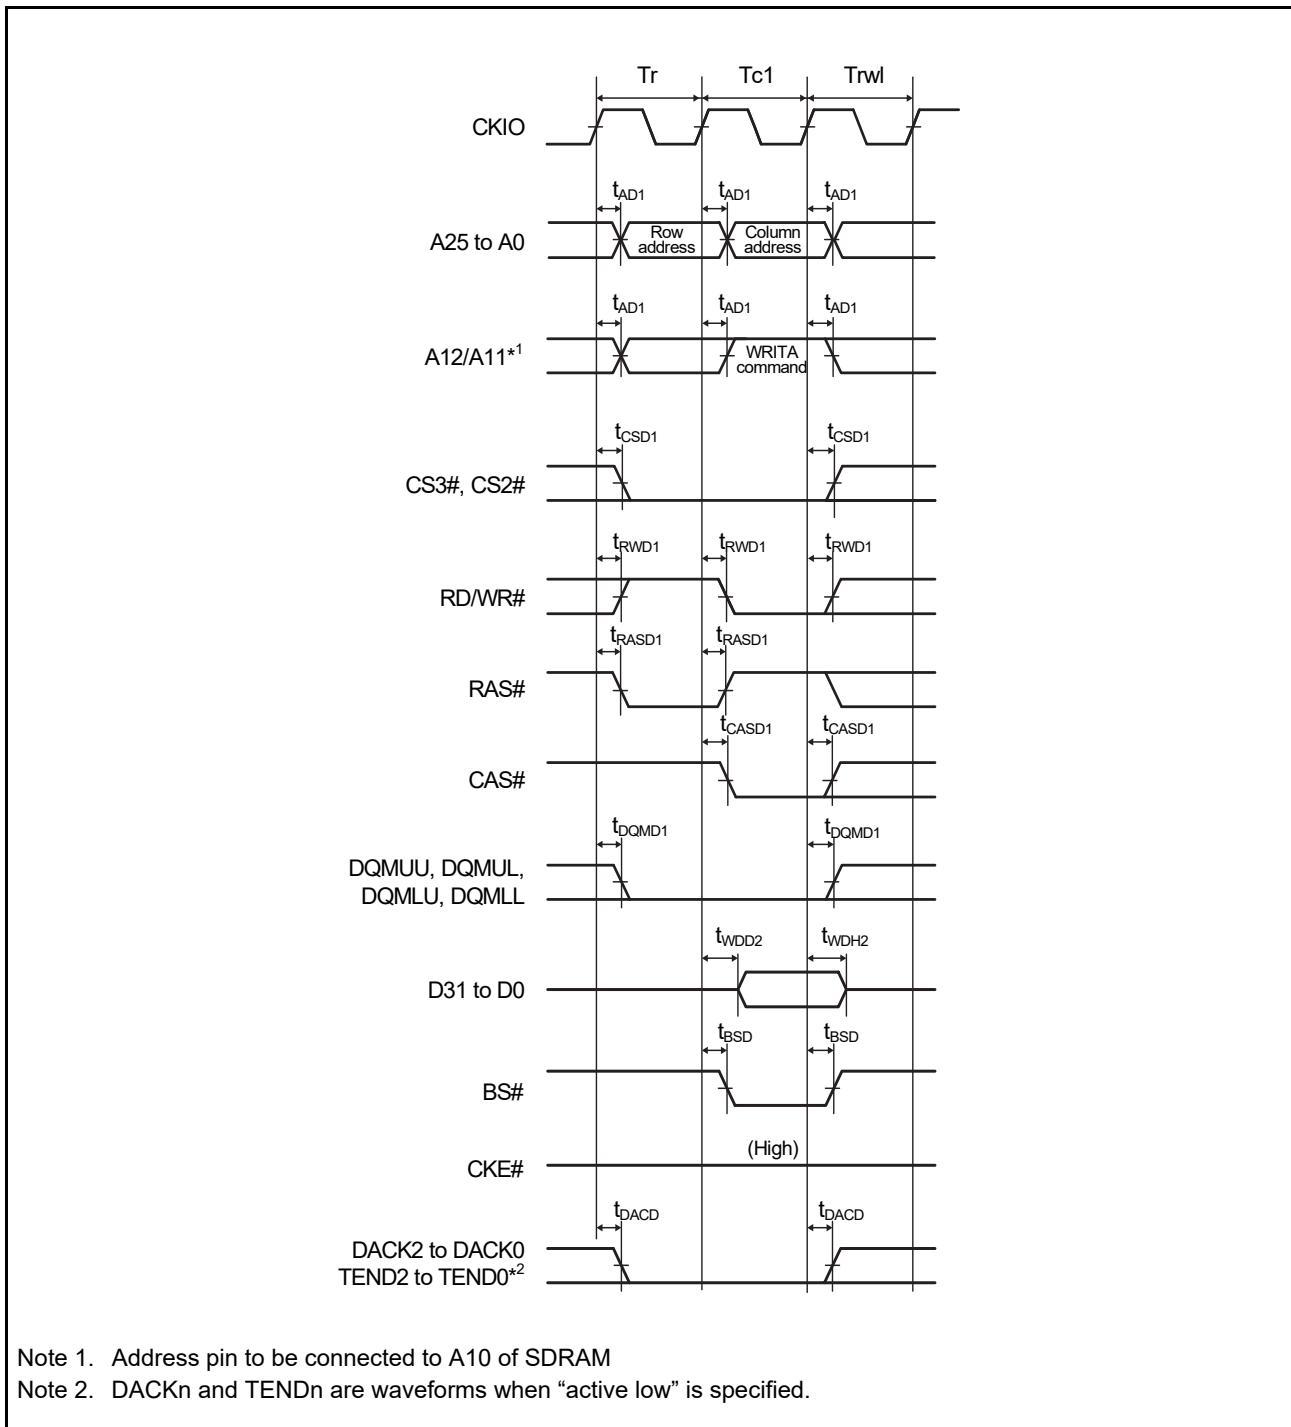 Tr Tc1 Trwl
CKIO
tAD1 tAD1 tAD1
A25 to A0
Row
address
Column
address
tAD1 tAD1 tAD1
A12/A11*1
WRITA
command
tCSD1 tCSD1
CS3#, CS2#
tRWD1 tRWD1 tRWD1
RD/WR#
tRASD1 tRASD1
RAS#
tCASD1 tCASD1
CAS#
tDQMD1 tDQMD1
DQMUU, DQMUL,
DQMLU, DQMLL
tWDD2 tWDH2
D31 to D0
tBSD tBSD
BS#
(High)
CKE#
tDACD tDACD
DACK2 to DACK0
TEND2 to TEND0*2
Note 1. Address pin to be connected to A10 of SDRAM
Note 2. DACKn and TENDn are waveforms when “active low” is specified.